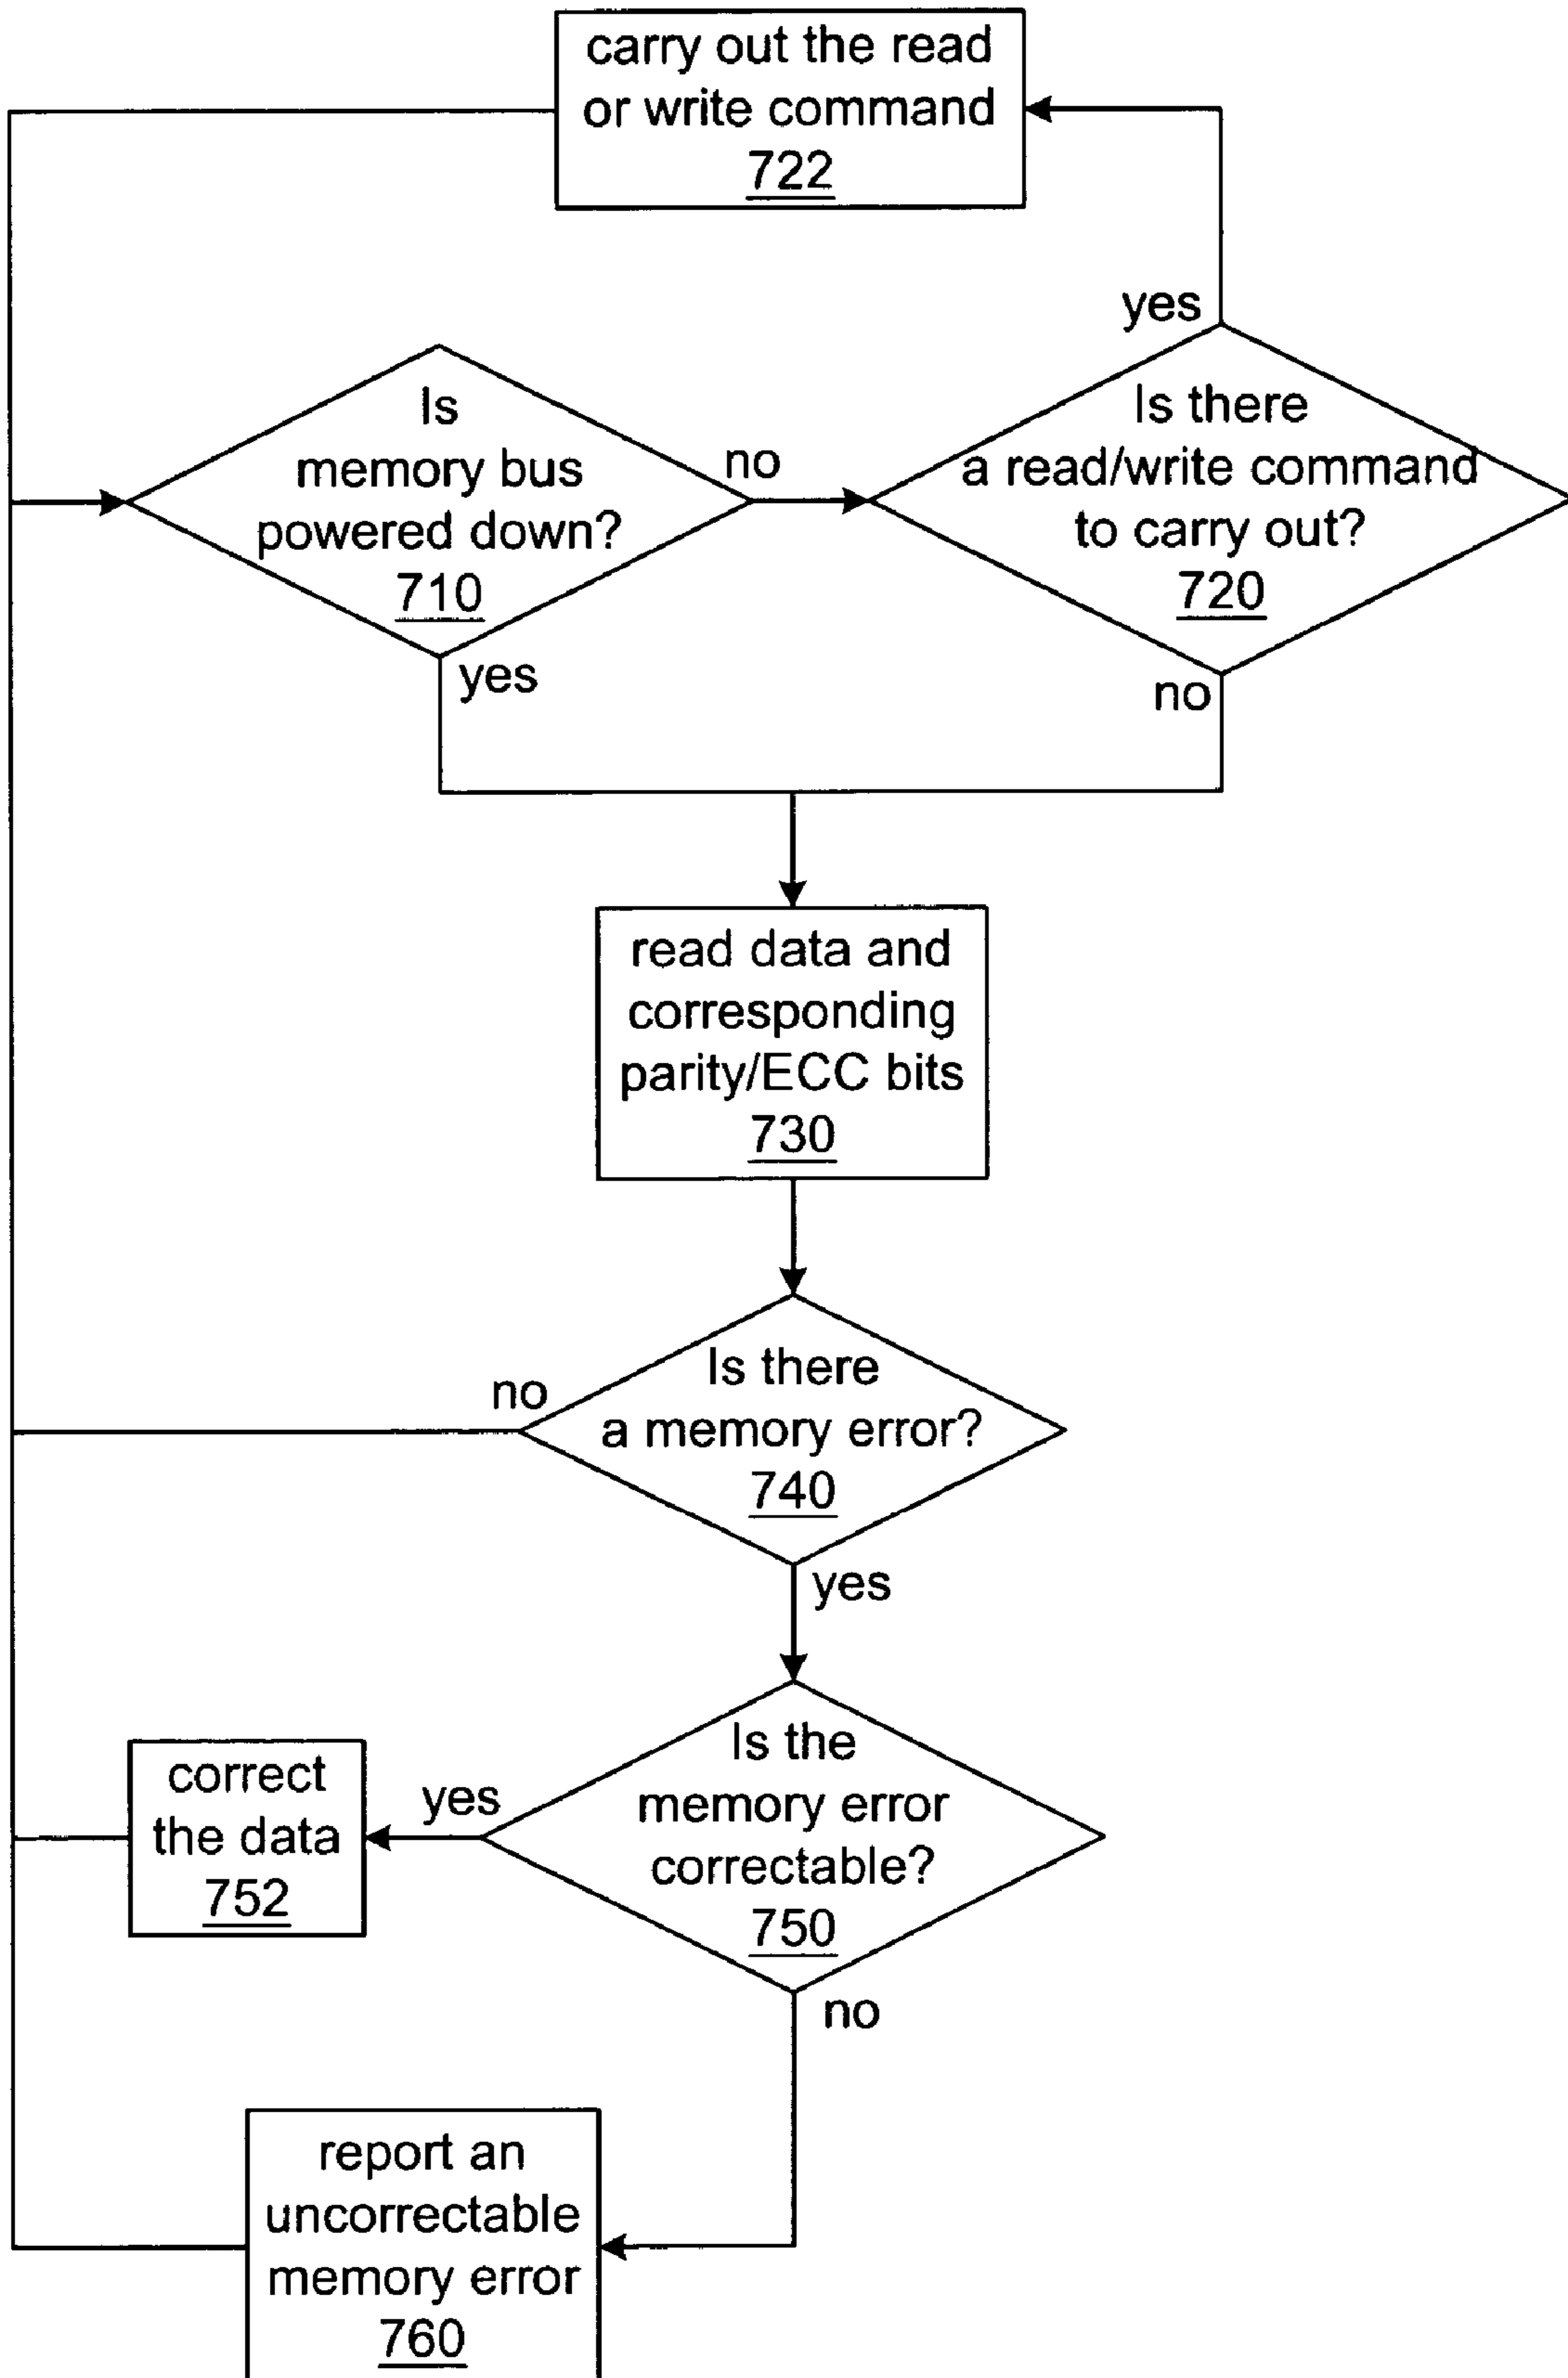 carry out the read
or write command
722
yes
Is
memory bus
powered down?
710
no
Is there
a read/write command
to carry out?
720
yes
no
read data and
corresponding
parity/ECC bits
730
no
Is there
a memory error?
740
yes
correct
the data
752
yes
Is the
memory error
correctable?
750
no
report an
uncorrectable
memory error
760